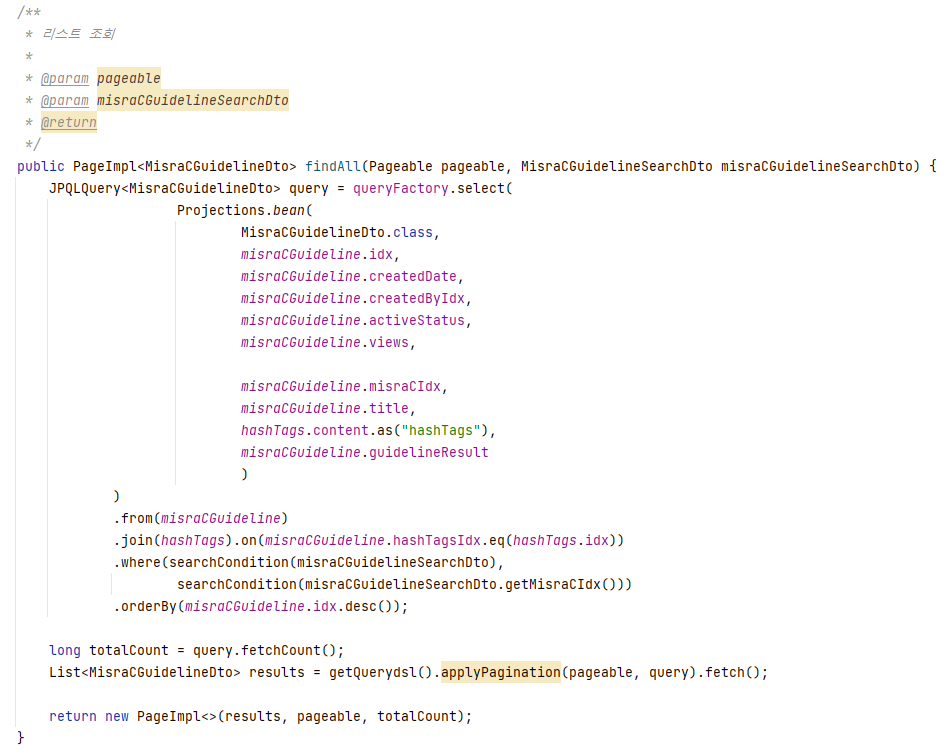 /**
 * 리스트 조회
 *
 * @param pageable
 * @param misraCGuidelineSearchDto
 * @return
 */
public PageImpl<MisraCGuidelineDto> findAll(Pageable pageable, MisraCGuidelineSearchDto misraCGuidelineSearchDto) {
    JPQLQuery<MisraCGuidelineDto> query = queryFactory.select(
                    Projections.bean(
                            MisraCGuidelineDto.class,
                            misraCGuideline.idx,
                            misraCGuideline.createdDate,
                            misraCGuideline.createdByIdx,
                            misraCGuideline.activeStatus,
                            misraCGuideline.views,

                            misraCGuideline.misraCIdx,
                            misraCGuideline.title,
                            hashTags.content.as("hashTags"),
                            misraCGuideline.guidelineResult
                            )
            )
            .from(misraCGuideline)
            .join(hashTags).on(misraCGuideline.hashTagsIdx.eq(hashTags.idx))
            .where(searchCondition(misraCGuidelineSearchDto),
                    searchCondition(misraCGuidelineSearchDto.getMisraCIdx()))
            .orderBy(misraCGuideline.idx.desc());

    long totalCount = query.fetchCount();
    List<MisraCGuidelineDto> results = getQuerydsl().applyPagination(pageable, query).fetch();

    return new PageImpl<>(results, pageable, totalCount);
}